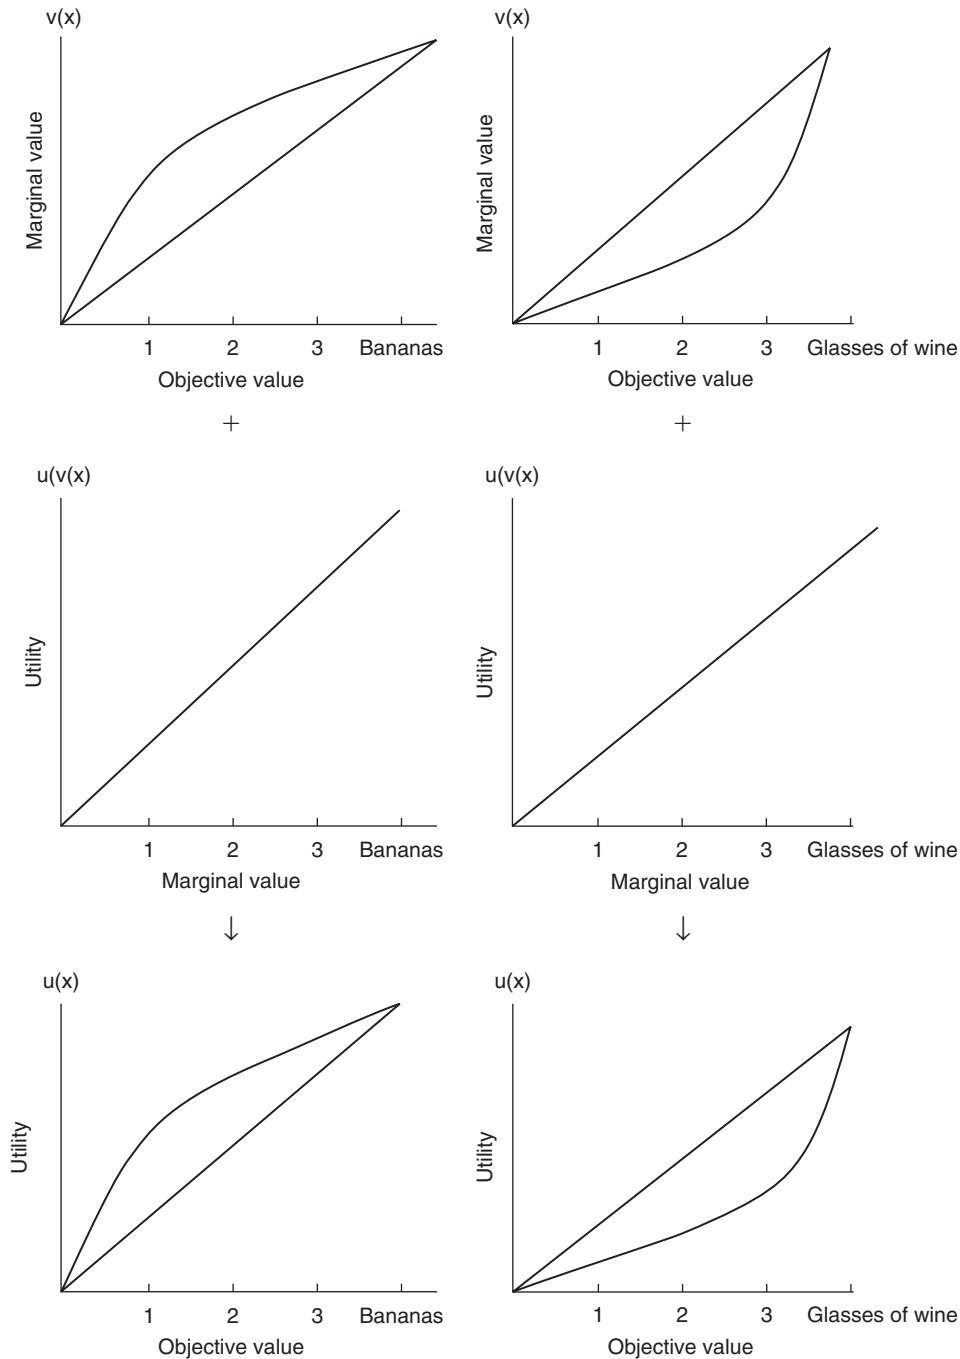 v(x)
Marginal value
1 2 3 Bananas
Objective value
+
v(x)
Marginal value
1 2 3 Glasses of wine
Objective value
+
u(v(x)
Utility
1 2 3 Bananas
Marginal value
↓
u(v(x)
Utility
1 2 3 Glasses of wine
Marginal value
↓
u(x)
Utility
1 2 3 Bananas
Objective value
u(x)
Utility
1 2 3 Glasses of wine
Objective value